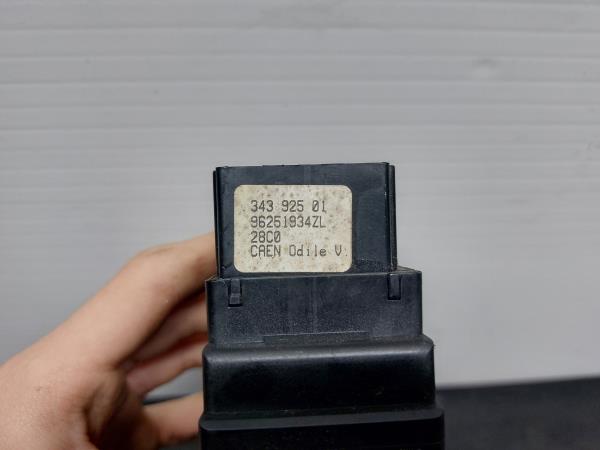 343 925 01
96251934ZL
28C0
CAEN Odile V.